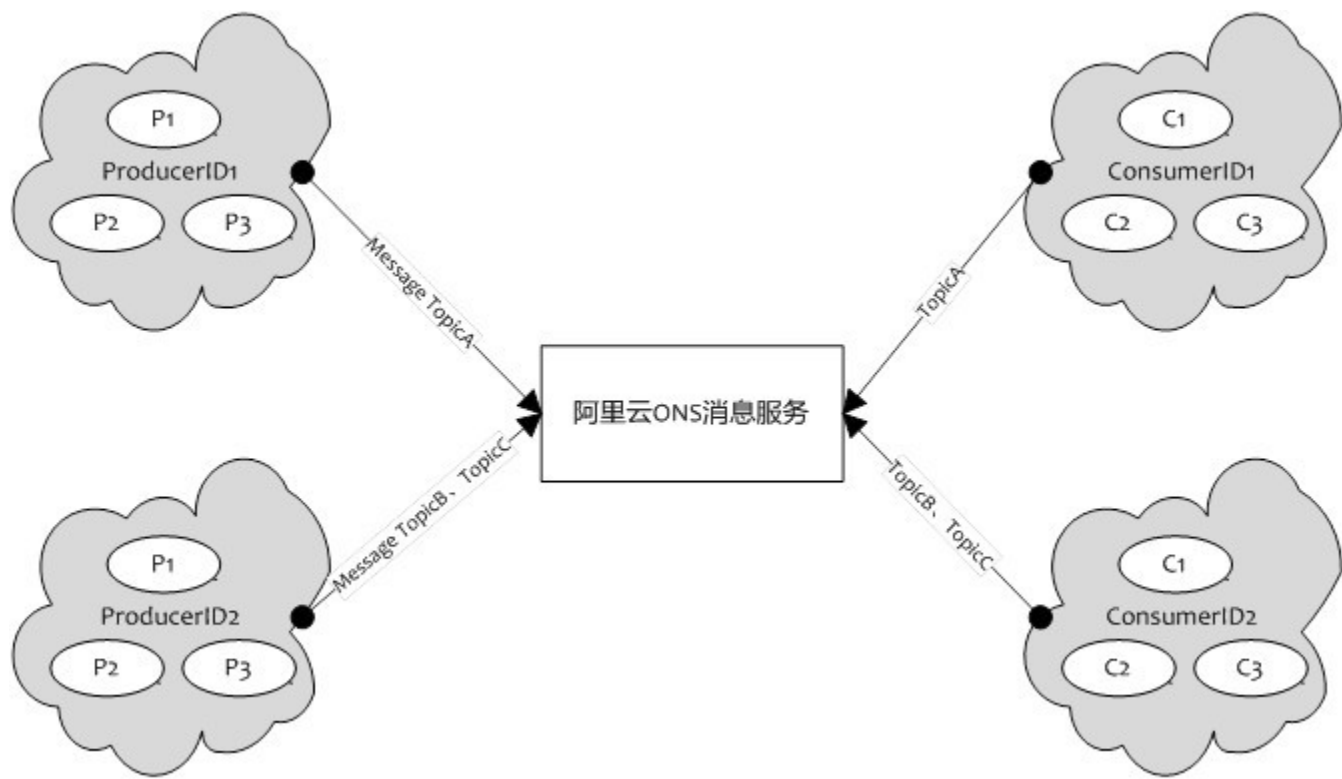 P1
ProducerID1
P2
P3
Message TopicA
C1
ConsumerID1
C2
C3
TopicA
阿里云ONS消息服务
P1
ProducerID2
P2
P3
Message TopicB、TopicC
C1
ConsumerID2
C2
C3
TopicB、TopicC